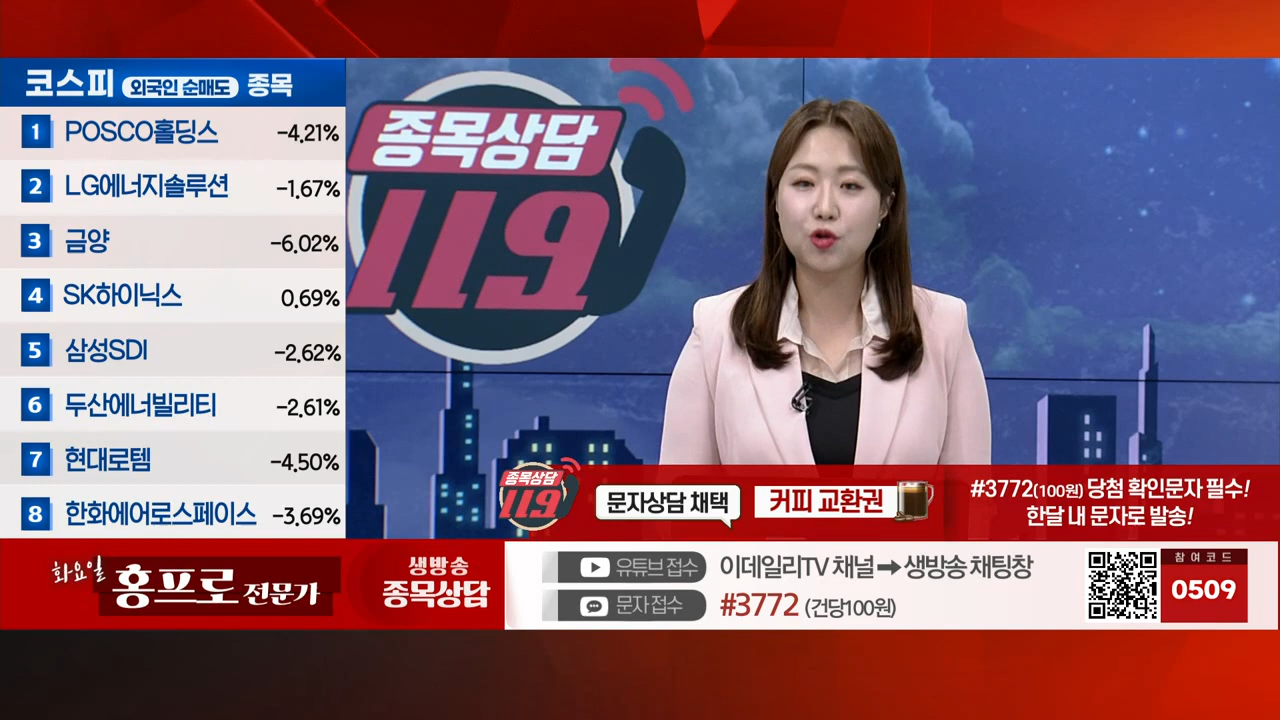 코스피 외국인 순매도 종목
1 POSCO홀딩스 -4.21%
2 LG에너지솔루션 -1.67%
3 금양 -6.02%
4 SK하이닉스 0.69%
5 삼성SDI -2.62%
6 두산에너빌리티 -2.61%
7 현대로템 -4.50%
8 한화에어로스페이스 -3.69%
종목상담
119
종목상담
119
문자상담 채택
커피 교환권
#3772(100원) 당첨 확인문자 필수!
한달 내 문자로 발송!
화요일 홍프로 전문가
생방송
종목상담
유튜브 접수 이데일리TV 채널 ➡ 생방송 채팅창
문자 접수 #3772 (건당100원)
참여코드
0509